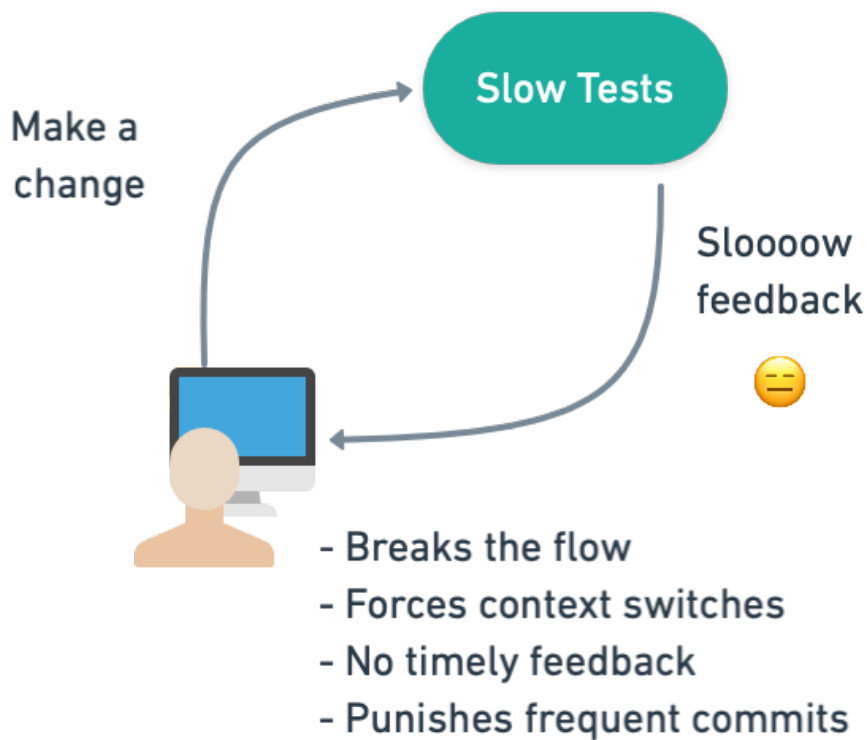 Slow Tests
Make a
change
Sloooow
feedback
- Breaks the flow
- Forces context switches
- No timely feedback
- Punishes frequent commits